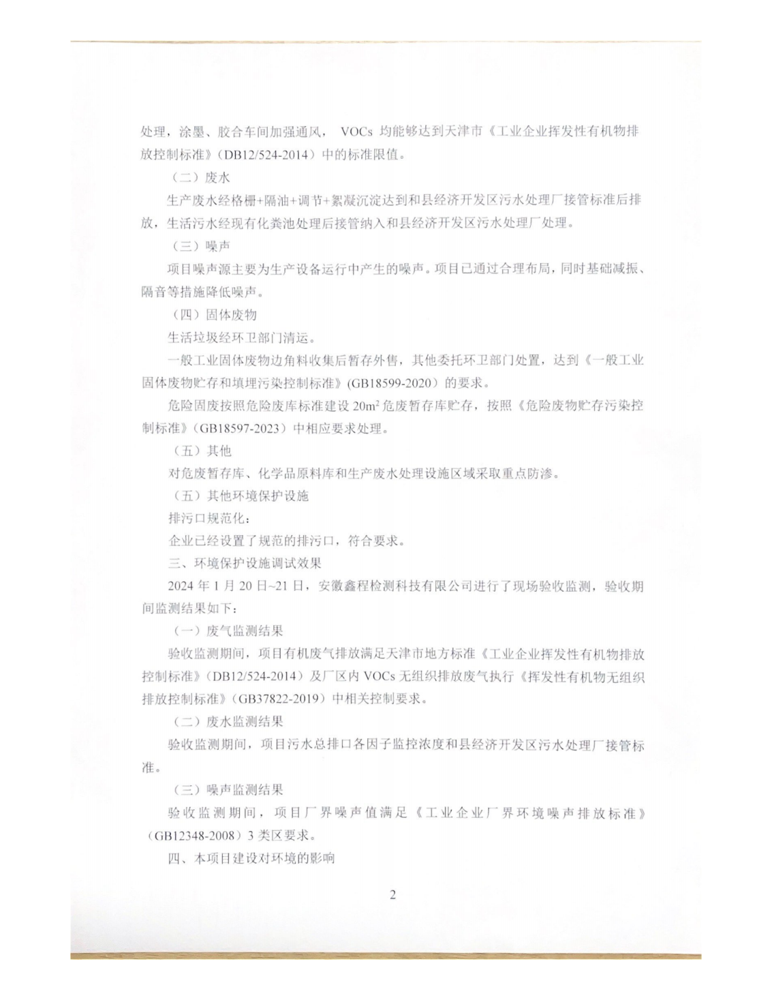 处理，涂墨、胶合车间加强通风， VOCs 均能够达到天津市《工业企业挥发性有机物排
放控制标准》（DB12/524-2014）中的标准限值。
（二）废水
生产废水经格栅+隔油+调节+絮凝沉淀达到和县经济开发区污水处理厂接管标准后排
放，生活污水经现有化粪池处理后接管纳入和县经济开发区污水处理厂处理。
（三）噪声
项目噪声源主要为生产设备运行中产生的噪声。项目已通过合理布局，同时基础减振、
隔音等措施降低噪声。
（四）固体废物
生活垃圾经环卫部门清运。
一般工业固体废物边角料收集后暂存外售，其他委托环卫部门处置，达到《一般工业
固体废物贮存和填埋污染控制标准》(GB18599-2020）的要求。
危险固废按照危险废库标准建设 20m² 危废暂存库贮存，按照《危险废物贮存污染控
制标准》（GB18597-2023）中相应要求处理。
（五）其他
对危废暂存库、化学品原料库和生产废水处理设施区域采取重点防渗。
（五）其他环境保护设施
排污口规范化：
企业已经设置了规范的排污口，符合要求。
三、环境保护设施调试效果
2024 年 1 月 20 日~21 日，安徽鑫程检测科技有限公司进行了现场验收监测，验收期
间监测结果如下：
（一）废气监测结果
验收监测期间，项目有机废气排放满足天津市地方标准《工业企业挥发性有机物排放
控制标准》（DB12/524-2014）及厂区内 VOCs 无组织排放废气执行《挥发性有机物无组织
排放控制标准》（GB37822-2019）中相关控制要求。
（二）废水监测结果
验收监测期间，项目污水总排口各因子监控浓度和县经济开发区污水处理厂接管标
准。
（三）噪声监测结果
验收监测期间，项目厂界噪声值满足《工业企业厂界环境噪声排放标准》
（GB12348-2008）3 类区要求。
四、本项目建设对环境的影响
2